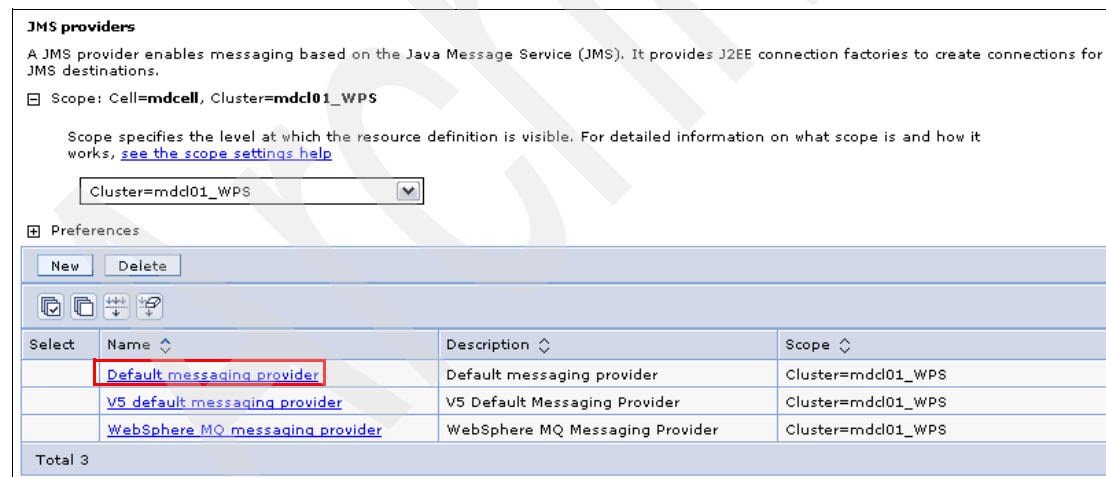 JMS providers
A JMS provider enables messaging based on the Java Message Service (JMS). It provides J2EE connection factories to create connections for
JMS destinations.
Scope: Cell=mdcell, Cluster=mdcl01_WPS
Scope specifies the level at which the resource definition is visible. For detailed information on what scope is and how it
works, see the scope settings help
Cluster=mdcl01_WPS
Preferences
New Delete
Select Name Description Scope
Default messaging provider Default messaging provider Cluster=mdcl01_WPS
V5 default messaging provider V5 Default Messaging Provider Cluster=mdcl01_WPS
WebSphere MQ messaging provider WebSphere MQ Messaging Provider Cluster=mdcl01_WPS
Total 3